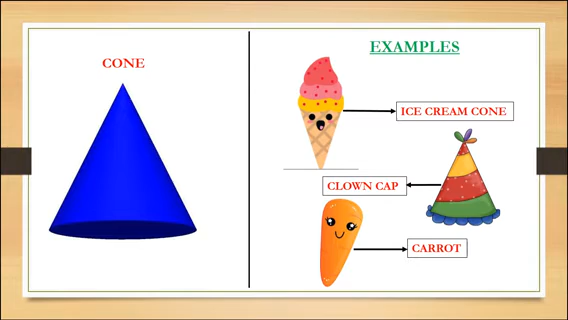 CONE
EXAMPLES
ICE CREAM CONE
CLOWN CAP
CARROT